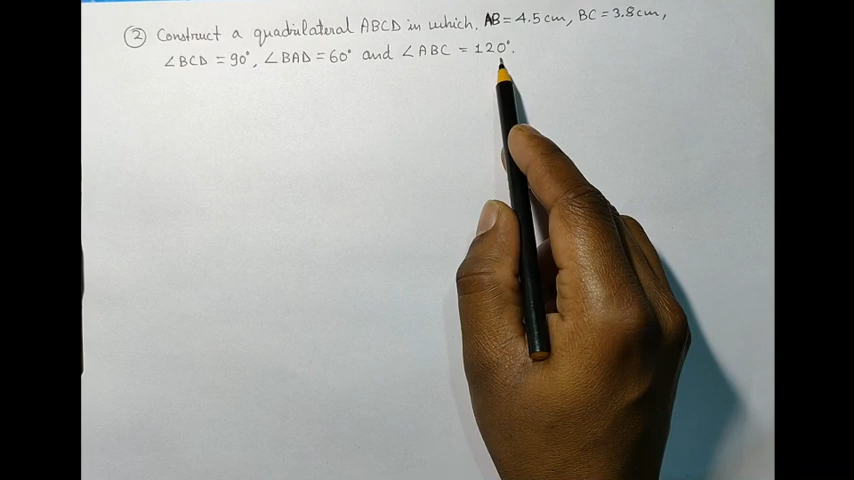 ② Construct a quadrilateral ABCD in which, AB = 4.5 cm, BC = 3.8 cm,
∠BCD = 90°, ∠BAD = 60° and ∠ABC = 120°.